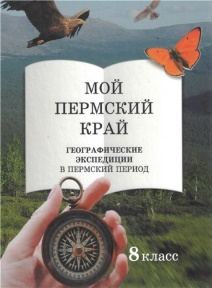 МОЙ
ПЕРМСКИЙ
КРАЙ
ГЕОГРАФИЧЕСКИЕ
ЭКСПЕДИЦИИ
В ПЕРМСКИЙ ПЕРИОД
8 класс